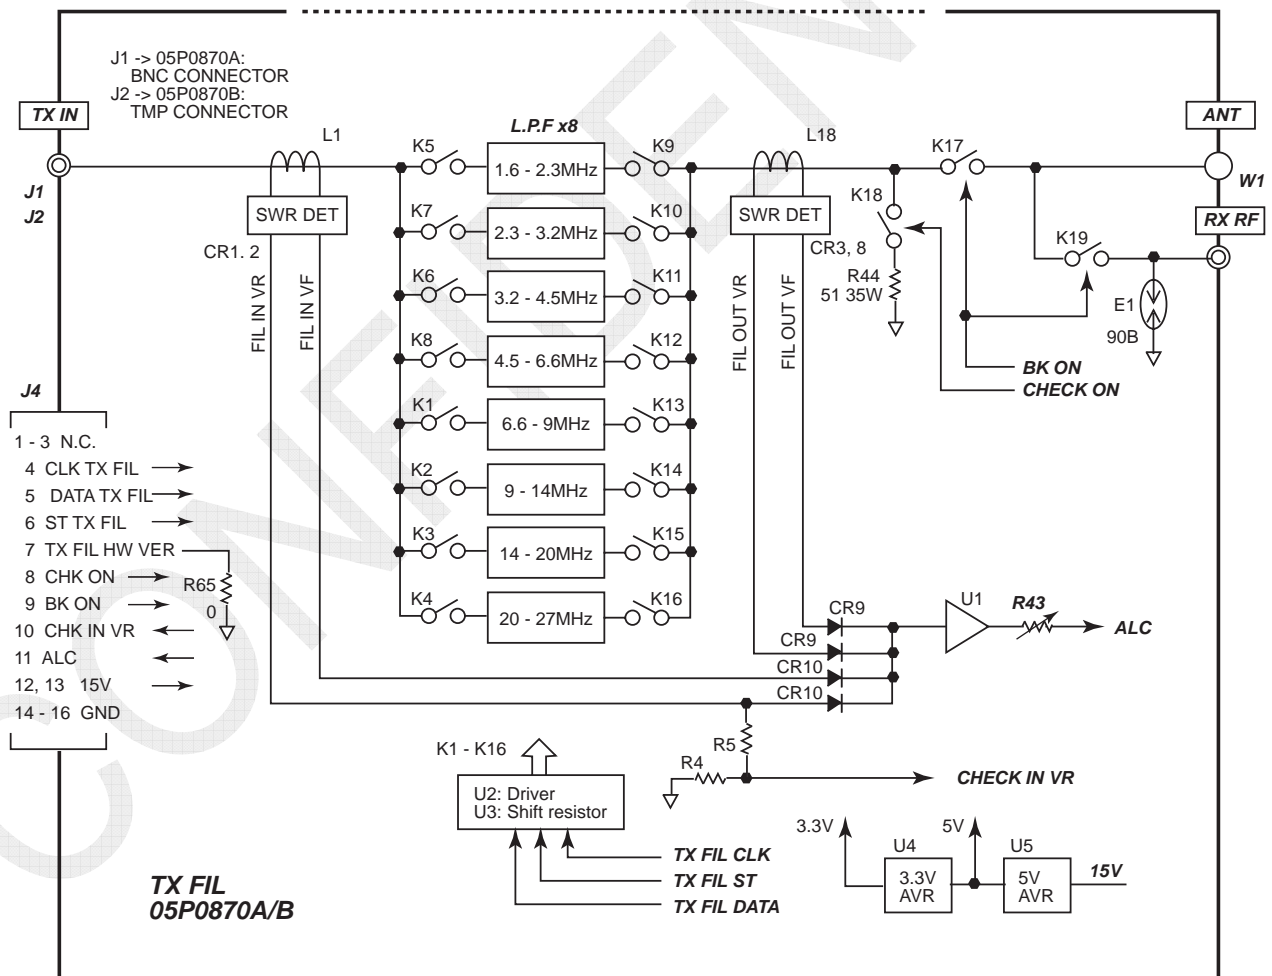 J1 -> 05P0870A:
BNC CONNECTOR
J2 -> 05P0870B:
TMP CONNECTOR
TX IN
ANT
L.P.F x8
L1
K5
K9
L18
K17
1.6 - 2.3MHz
J1
J2
W1
K18
SWR DET
K7
K10
SWR DET
RX RF
2.3 - 3.2MHz
CR1. 2
CR3, 8
K19
FIL IN VR
FIL IN VF
K6
K11
FIL OUT VR
FIL OUT VF
R44
51 35W
3.2 - 4.5MHz
E1
90B
K8
K12
4.5 - 6.6MHz
BK ON
CHECK ON
J4
K1
K13
6.6 - 9MHz
1 - 3 N.C.
4 CLK TX FIL
5 DATA TX FIL
6 ST TX FIL
7 TX FIL HW VER
8 CHK ON
9 BK ON
10 CHK IN VR
11 ALC
12, 13 15V
14 - 16 GND
R65
0
K2
K14
9 - 14MHz
K3
K15
14 - 20MHz
K4
K16
20 - 27MHz
CR9
CR9
CR10
CR10
U1
R43
ALC
R5
R4
CHECK IN VR
K1 - K16
U2: Driver
U3: Shift resistor
TX FIL CLK
TX FIL ST
TX FIL DATA
3.3V
5V
U4
U5
3.3V
AVR
5V
AVR
15V
TX FIL
05P0870A/B
CONFIDEN